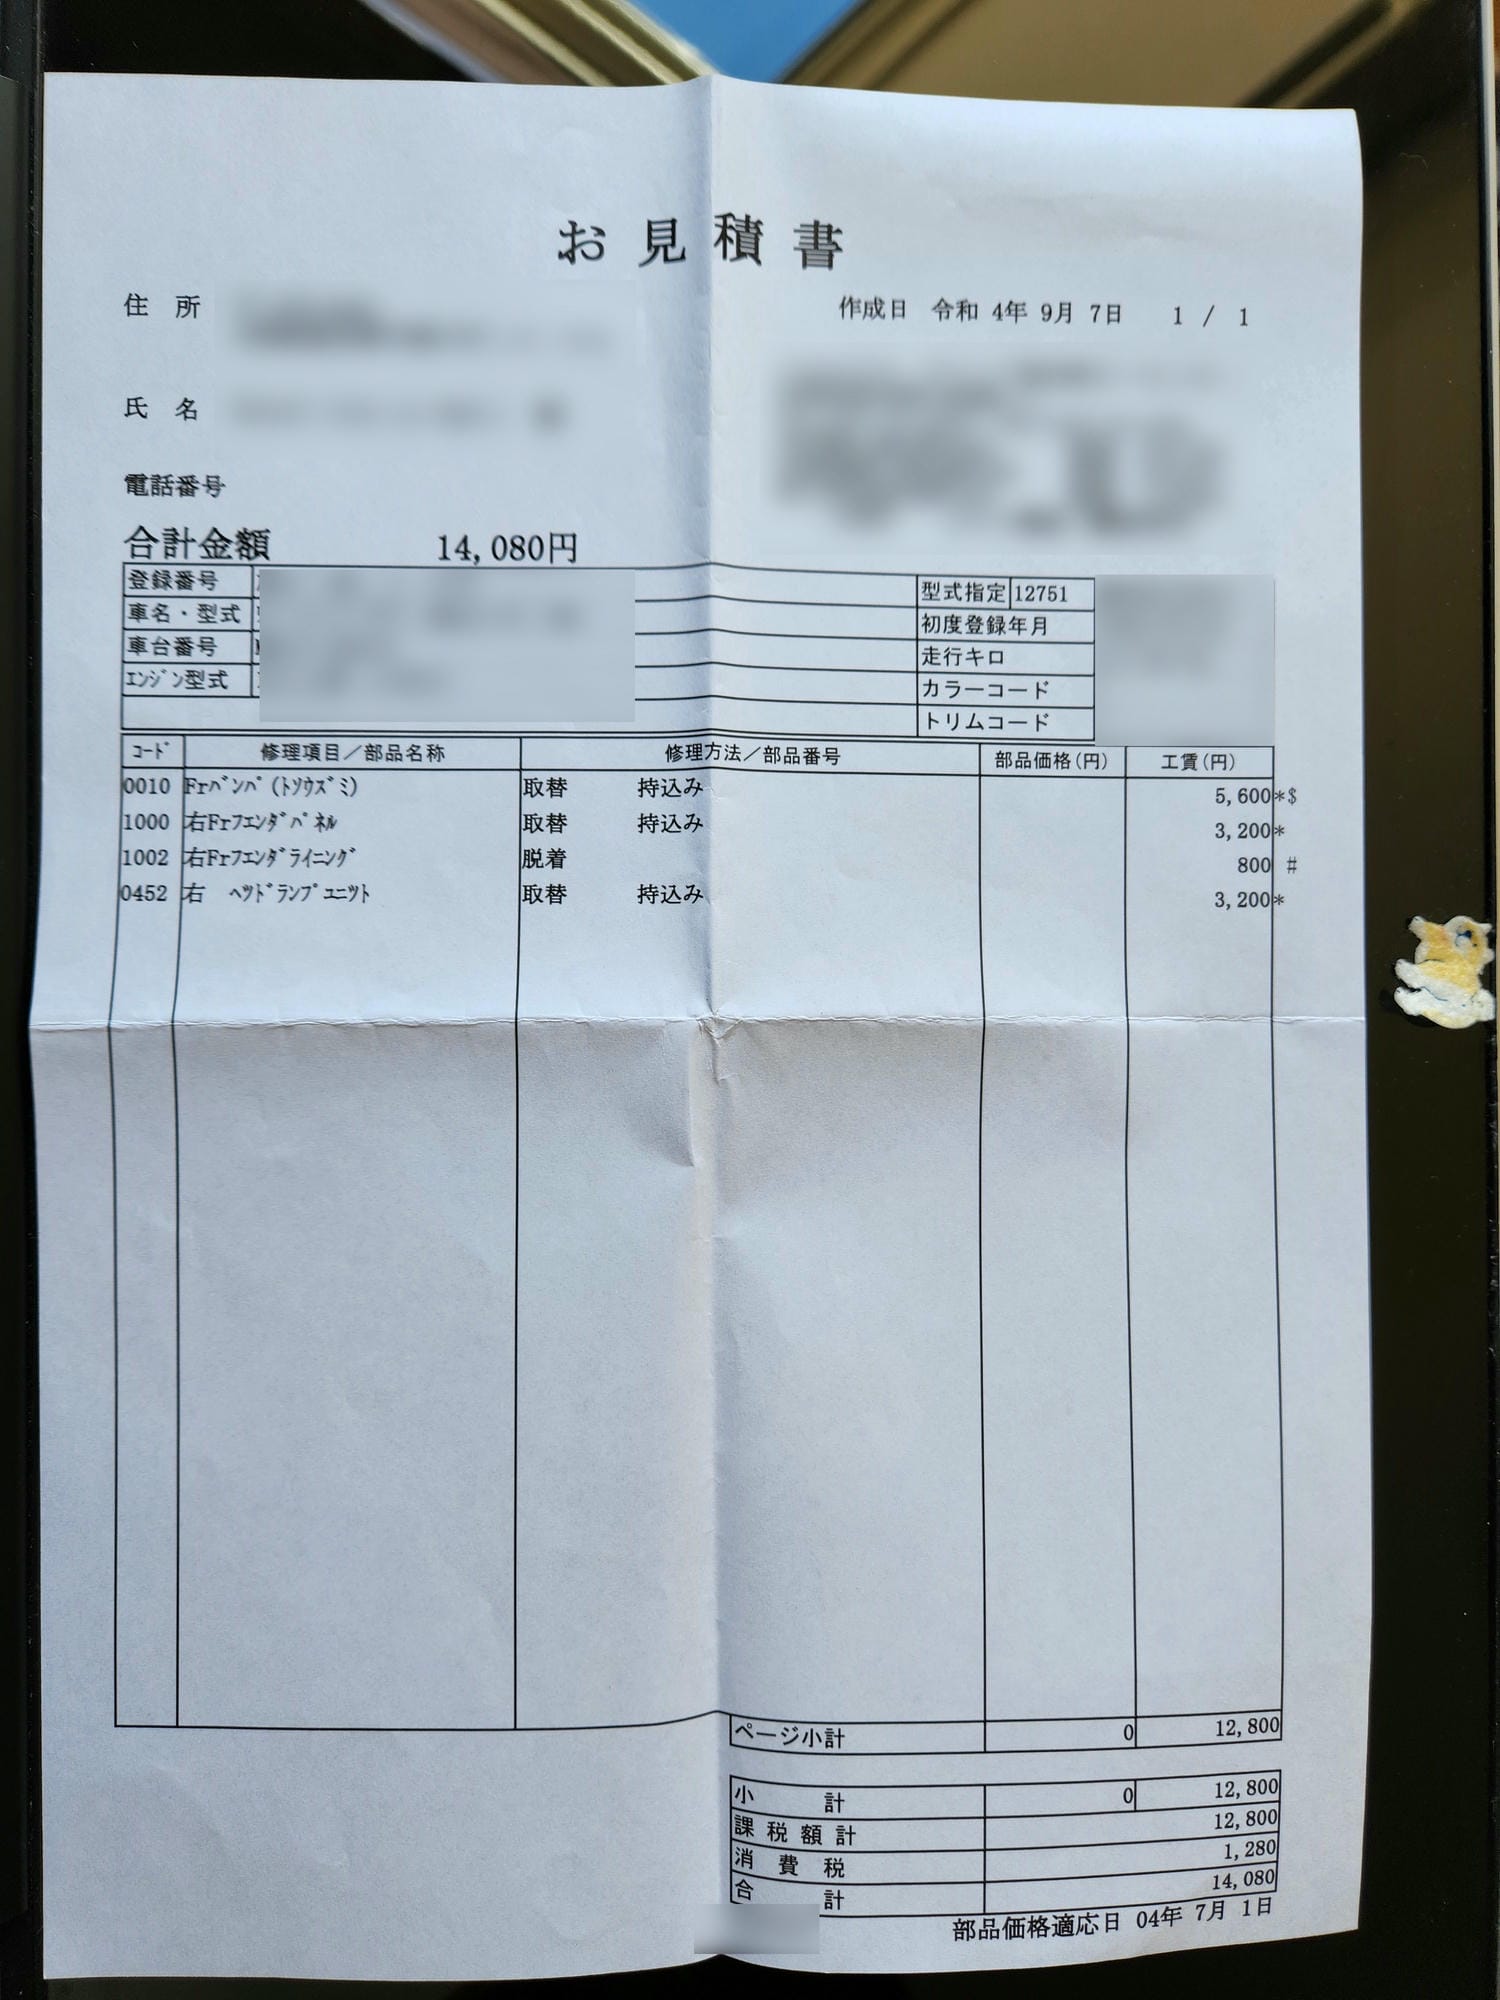 お見積書
住所
作成日 令和 4年 9月 7日 1 / 1
氏名
電話番号
合計金額 14,080円
登録番号 型式指定 12751
車名・型式 初度登録年月
車台番号 走行キロ
ｴﾝｼﾞﾝ型式 カラーコード
トリムコード
ｺｰﾄﾞ 修理項目／部品名称 修理方法／部品番号 部品価格(円) 工賃(円)
0010 Frﾊﾞﾝﾊﾟ(ﾄｿｳｽﾞﾐ) 取替 持込み 5,600*$
1000 右Frﾌｴﾝﾀﾞﾊﾟﾈﾙ 取替 持込み 3,200*
1002 右Frﾌｴﾝﾀﾞﾗｲﾆﾝｸﾞ 脱着 800 #
0452 右 ﾍﾂﾄﾞﾗﾝﾌﾟﾕﾆﾂﾄ 取替 持込み 3,200*
ページ小計 0 12,800
小計 0 12,800
課税額計 12,800
消費税 1,280
合計 14,080
部品価格適応日 04年 7月 1日